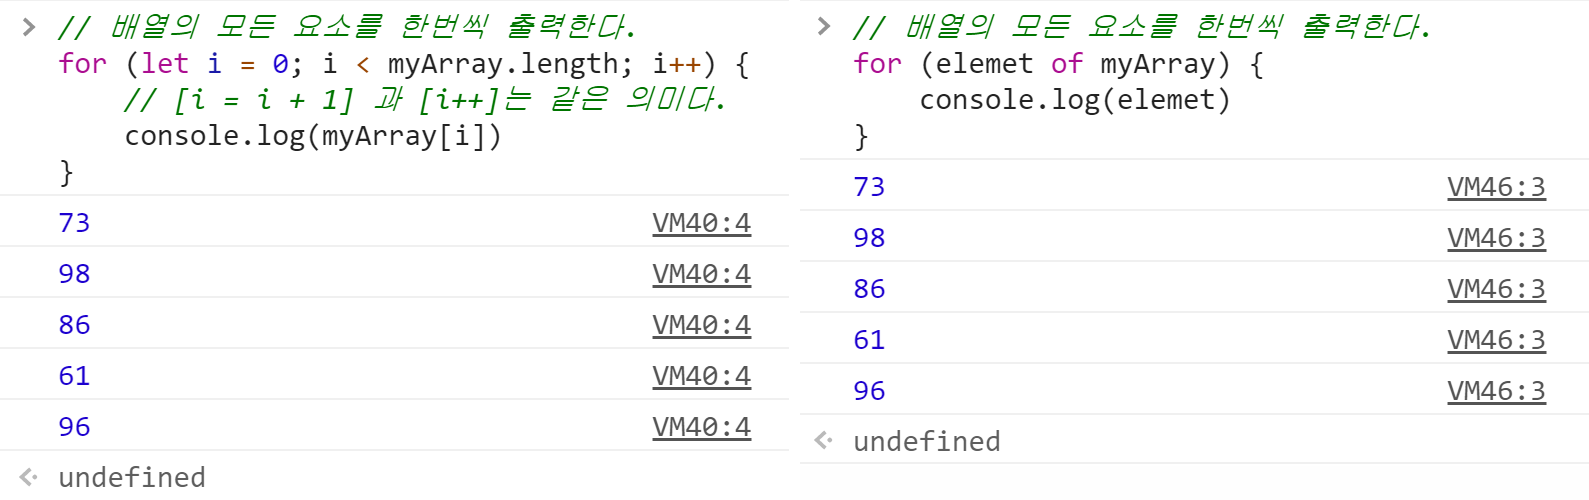 // 배열의 모든 요소를 한번씩 출력한다.
for (let i = 0; i < myArray.length; i++) {
// [i = i + 1] 과 [i++]는 같은 의미다.
console.log(myArray[i])
}
73 VM40:4
98 VM40:4
86 VM40:4
61 VM40:4
96 VM40:4
undefined
// 배열의 모든 요소를 한번씩 출력한다.
for (elemet of myArray) {
console.log(elemet)
}
73 VM46:3
98 VM46:3
86 VM46:3
61 VM46:3
96 VM46:3
undefined